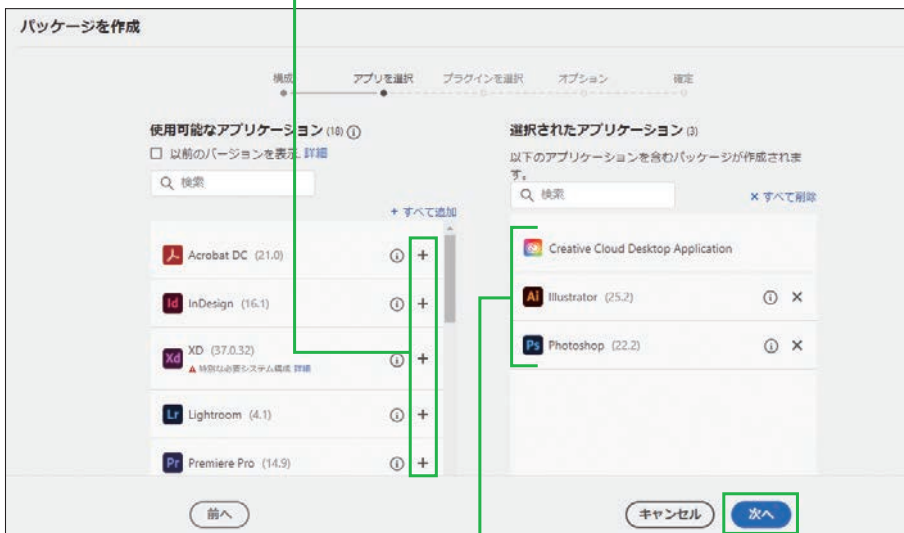 パッケージを作成
構成 アプリを選択 プラグインを選択 オプション 確定
使用可能なアプリケーション (18)
以前のバージョンを表示. 詳細
検索
+ すべて追加
Acrobat DC (21.0)
InDesign (16.1)
XD (37.0.32)
特別な必要システム構成 詳細
Lightroom (4.1)
Premiere Pro (14.9)
選択されたアプリケーション (3)
以下のアプリケーションを含むパッケージが作成されま
す。
検索
× すべて削除
Creative Cloud Desktop Application
Illustrator (25.2)
Photoshop (22.2)
前へ
キャンセル
次へ